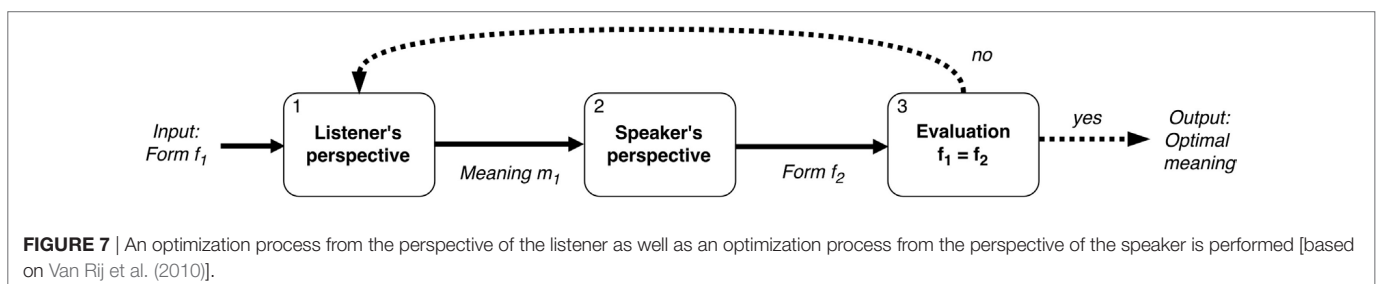 no
1
2
3
Input:
Form f₁
Listener's
perspective
Meaning m₁
Speaker's
perspective
Form f₂
Evaluation
f₁ = f₂
yes
Output:
Optimal
meaning
FIGURE 7 | An optimization process from the perspective of the listener as well as an optimization process from the perspective of the speaker is performed [based
on Van Rij et al. (2010)].